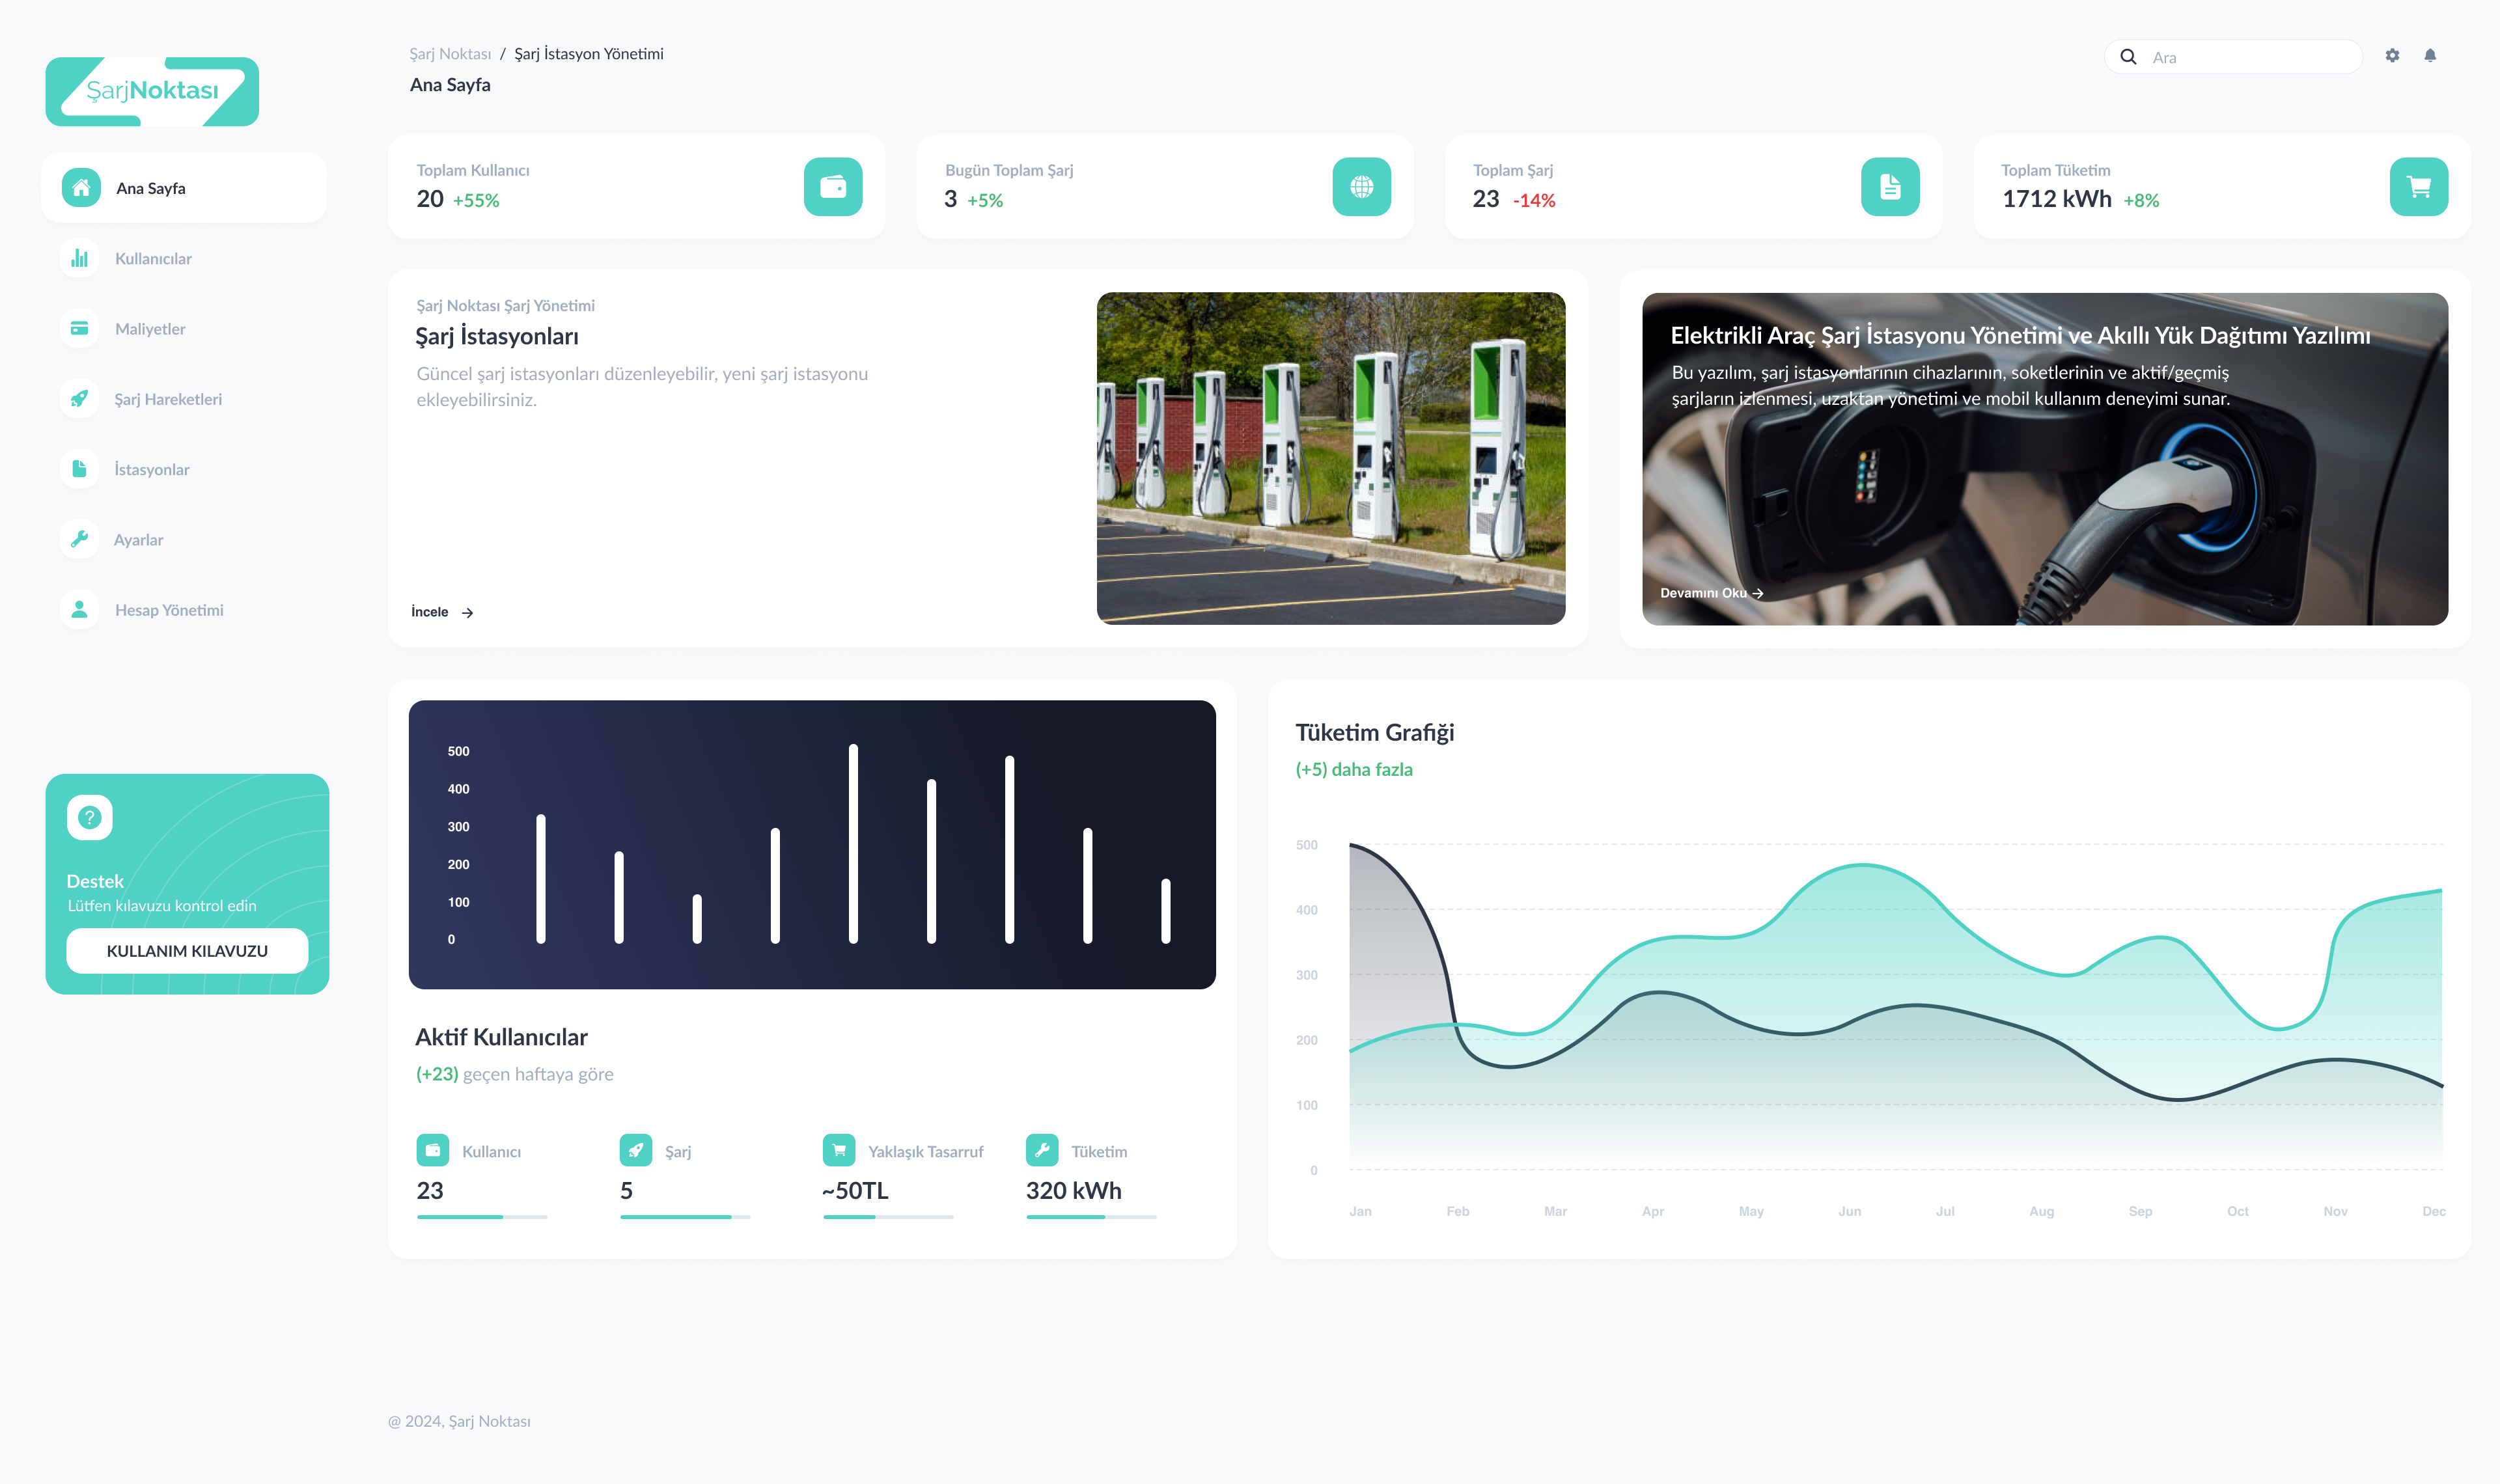 ŞarjNoktası
Şarj Noktası / Şarj İstasyon Yönetimi
Ana Sayfa
Ara
Ana Sayfa
Kullanıcılar
Maliyetler
Şarj Hareketleri
İstasyonlar
Ayarlar
Hesap Yönetimi
?
Destek
Lütfen kılavuzu kontrol edin
KULLANIM KILAVUZU
Toplam Kullanıcı
20 +55%
Bugün Toplam Şarj
3 +5%
Toplam Şarj
23 -14%
Toplam Tüketim
1712 kWh +8%
Şarj Noktası Şarj Yönetimi
Şarj İstasyonları
Güncel şarj istasyonları düzenleyebilir, yeni şarj istasyonu
ekleyebilirsiniz.
İncele
Elektrikli Araç Şarj İstasyonu Yönetimi ve Akıllı Yük Dağıtımı Yazılımı
Bu yazılım, şarj istasyonlarının cihazlarının, soketlerinin ve aktif/geçmiş
şarjların izlenmesi, uzaktan yönetimi ve mobil kullanım deneyimi sunar.
Devamını Oku
500
400
300
200
100
0
Aktif Kullanıcılar
(+23) geçen haftaya göre
Kullanıcı
23
Şarj
5
Yaklaşık Tasarruf
~50TL
Tüketim
320 kWh
Tüketim Grafiği
(+5) daha fazla
500
400
300
200
100
0
Jan Feb Mar Apr May Jun Jul Aug Sep Oct Nov Dec
@ 2024, Şarj Noktası